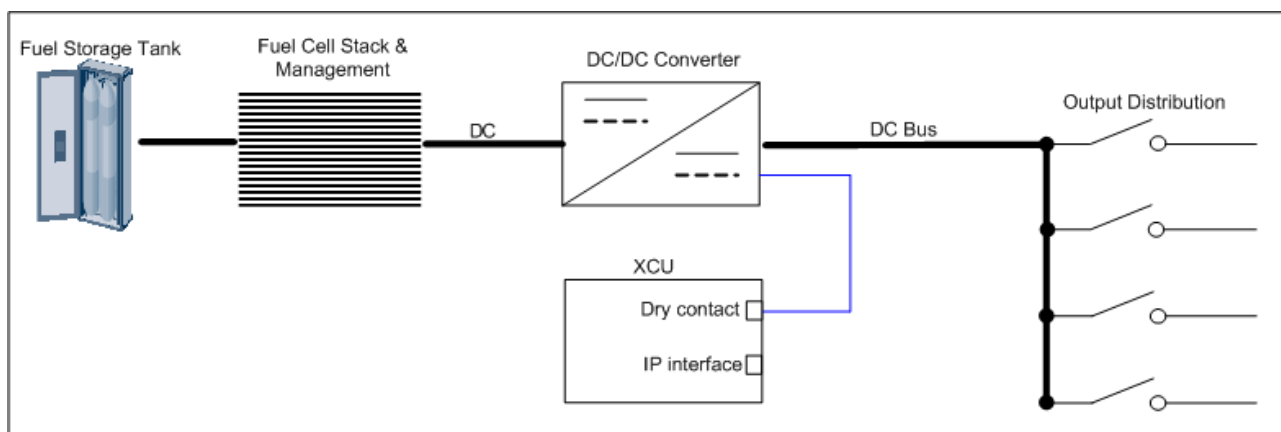 Fuel Storage Tank
Fuel Cell Stack &
Management
DC/DC Converter
Output Distribution
DC
DC Bus
XCU
Dry contact
IP interface